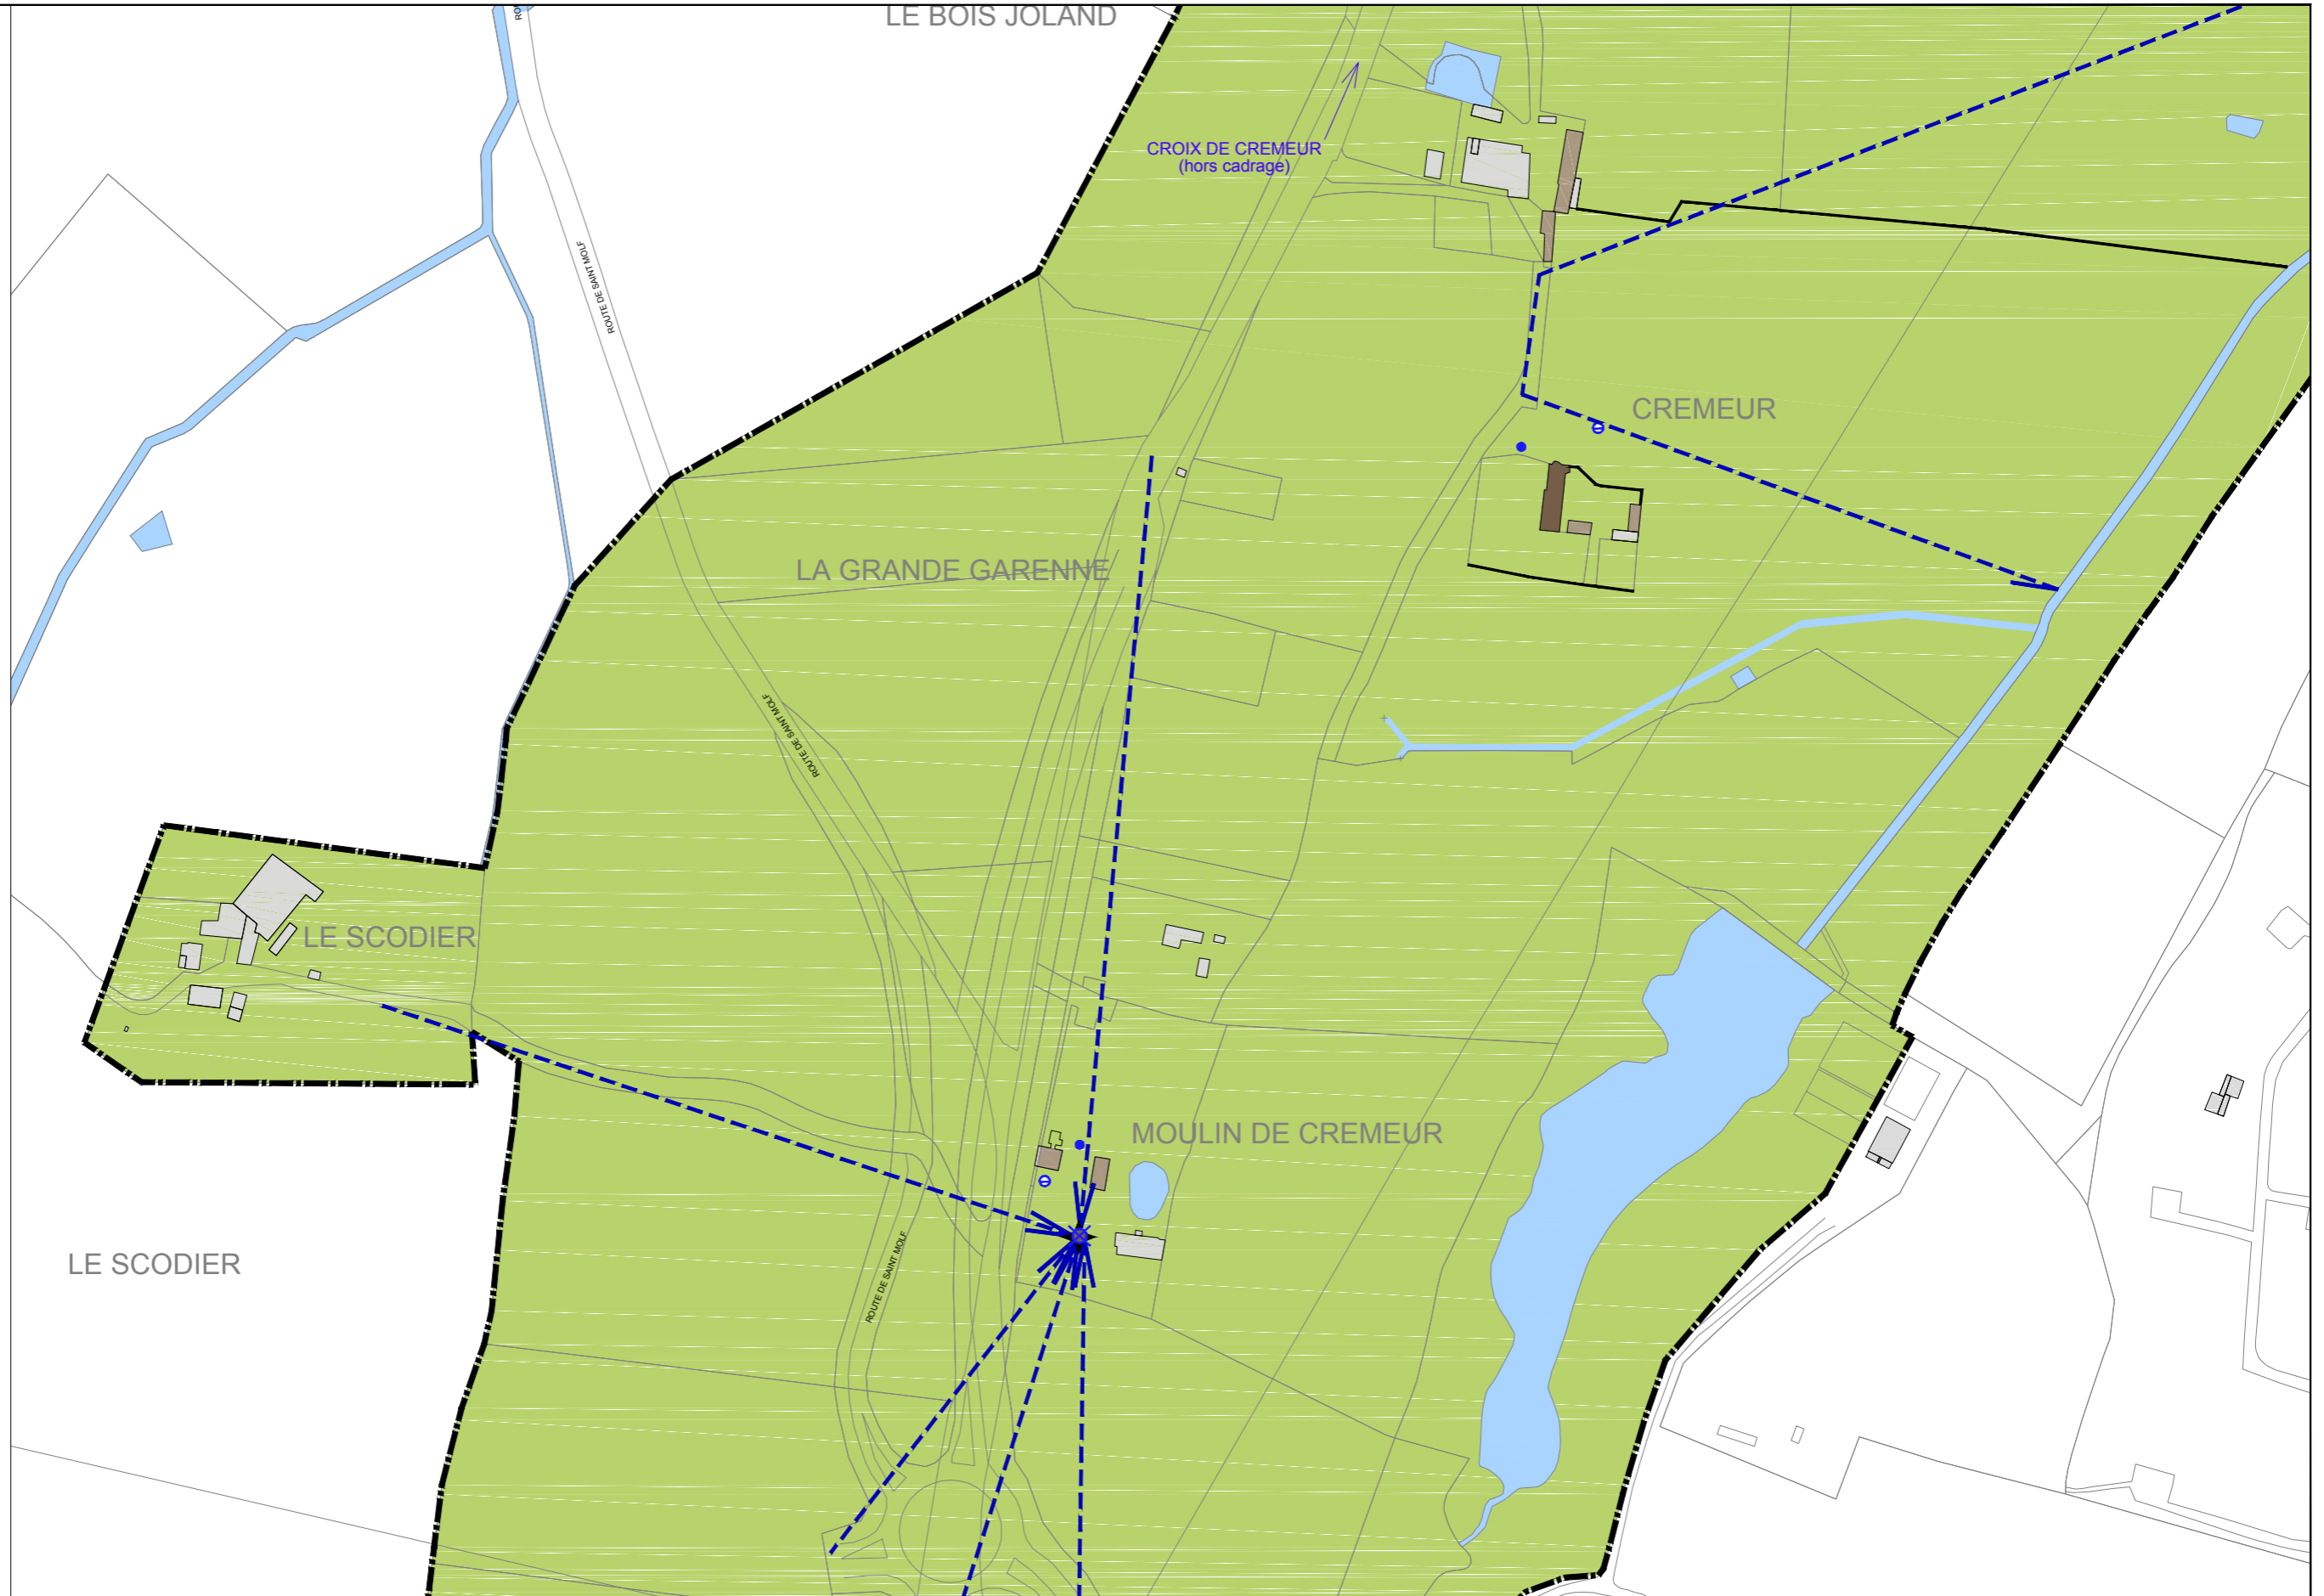 LE BOIS JOLAND
CROIX DE CREMEUR
(hors cadrage)
ROUTE DE SAINT MOLF
CREMEUR
LA GRANDE GARENNE
ROUTE DE SAINT MOLF
LE SCODIER
MOULIN DE CREMEUR
LE SCODIER
ROUTE DE SAINT MOLF